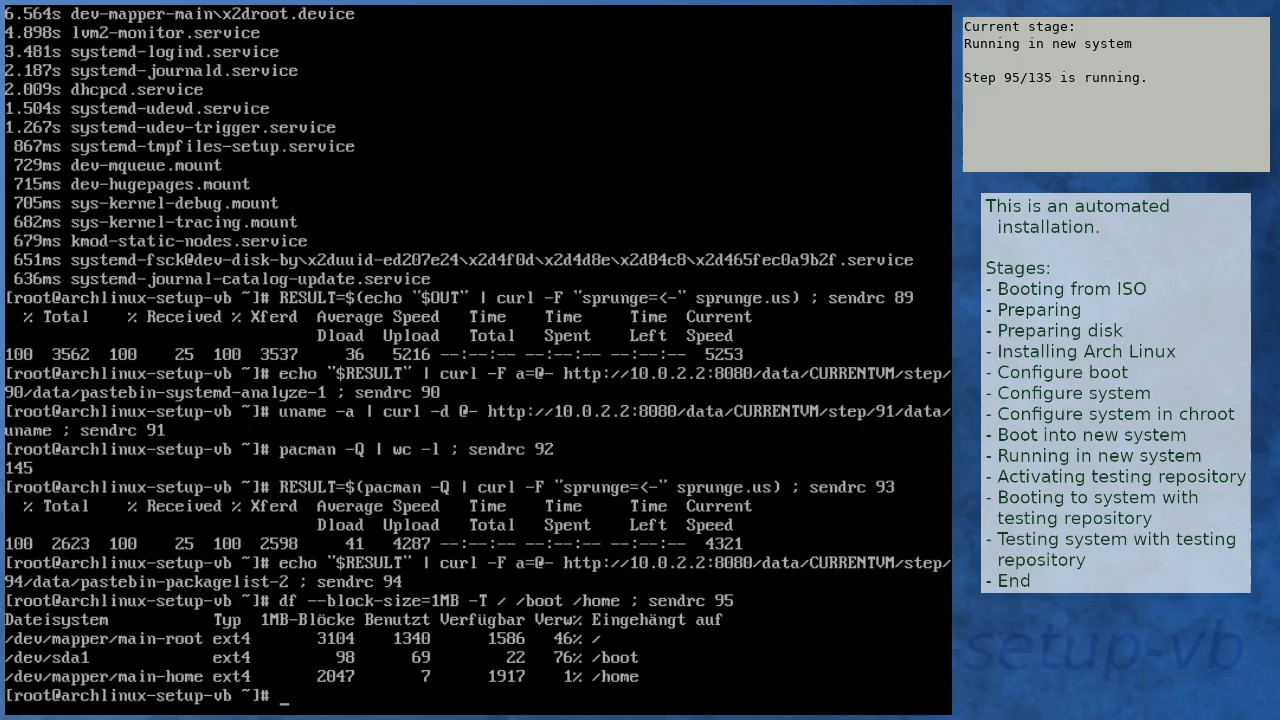 6.564s dev-mapper-main\x2droot.device
4.898s lvm2-monitor.service
3.481s systemd-logind.service
2.187s systemd-journald.service
2.009s dhcpcd.service
1.504s systemd-udevd.service
1.267s systemd-udev-trigger.service
867ms systemd-tmpfiles-setup.service
729ms dev-mqueue.mount
715ms dev-hugepages.mount
705ms sys-kernel-debug.mount
682ms sys-kernel-tracing.mount
679ms kmod-static-nodes.service
651ms systemd-fsck@dev-disk-by\x2duuid-ed207e24\x2d4f0d\x2d4d8e\x2d84c8\x2d465fec0a9b2f.service
636ms systemd-journal-catalog-update.service
[root@archlinux-setup-vb ~]# RESULT=$(echo "$OUT" | curl -F "sprunge=<-" sprunge.us) ; sendrc 89
% Total    % Received % Xferd  Average Speed   Time    Time     Time  Current
Dload  Upload   Total   Spent    Left  Speed
100  3562  100    25  100  3537     36   5216 --:--:-- --:--:-- --:--:--  5253
[root@archlinux-setup-vb ~]# echo "$RESULT" | curl -F a=@- http://10.0.2.2:8080/data/CURRENTVM/step/
90/data/pastebin-systemd-analyze-1 ; sendrc 90
[root@archlinux-setup-vb ~]# uname -a | curl -d @- http://10.0.2.2:8080/data/CURRENTVM/step/91/data/
uname ; sendrc 91
[root@archlinux-setup-vb ~]# pacman -Q | wc -l ; sendrc 92
145
[root@archlinux-setup-vb ~]# RESULT=$(pacman -Q | curl -F "sprunge=<-" sprunge.us) ; sendrc 93
% Total    % Received % Xferd  Average Speed   Time    Time     Time  Current
Dload  Upload   Total   Spent    Left  Speed
100  2623  100    25  100  2598     41   4287 --:--:-- --:--:-- --:--:--  4321
[root@archlinux-setup-vb ~]# echo "$RESULT" | curl -F a=@- http://10.0.2.2:8080/data/CURRENTVM/step/
94/data/pastebin-packagelist-2 ; sendrc 94
[root@archlinux-setup-vb ~]# df --block-size=1MB -T / /boot /home ; sendrc 95
Dateisystem           Typ  1MB-Blöcke Benutzt Verfügbar Verw% Eingehängt auf
/dev/mapper/main-root ext4       3104    1340      1586   46% /
/dev/sda1             ext4         98      69        22   76% /boot
/dev/mapper/main-home ext4       2047       7      1917    1% /home
[root@archlinux-setup-vb ~]# _
Current stage:
Running in new system
Step 95/135 is running.
This is an automated
installation.
Stages:
- Booting from ISO
- Preparing
- Preparing disk
- Installing Arch Linux
- Configure boot
- Configure system
- Configure system in chroot
- Boot into new system
- Running in new system
- Activating testing repository
- Booting to system with
testing repository
- Testing system with testing
repository
- End
setup-vb